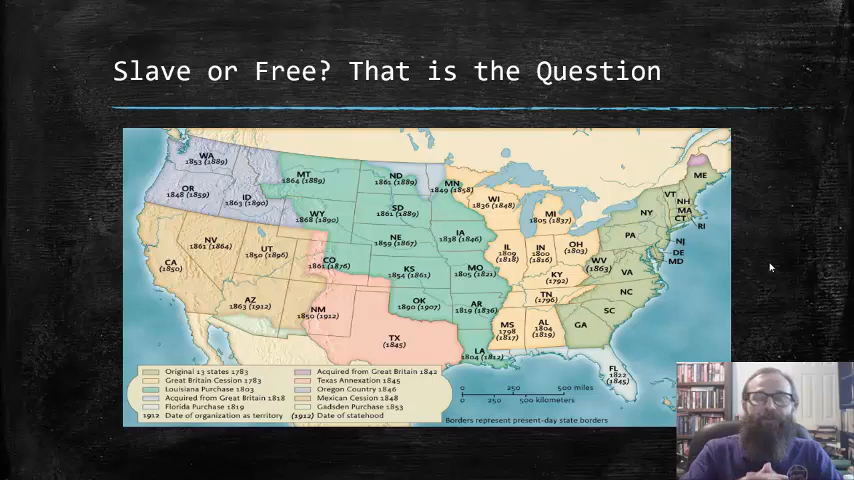 Slave or Free? That is the Question
WA
1853 (1889)
MT
1864 (1889)
ND
1861 (1889)
MN
1849 (1858)
OR
1848 (1859)
ID
1863 (1890)
SD
1861 (1889)
WI
1836 (1848)
MI
1805 (1837)
ME
VT
NH
MA
CT
RI
NY
WY
1868 (1890)
NV
1861 (1864)
UT
1850 (1896)
NE
1859 (1867)
IA
1838 (1846)
IL
1809
(1818)
IN
1800
(1816)
OH
(1803)
PA
NJ
DE
MD
CA
(1850)
CO
1861 (1876)
KS
1854 (1861)
MO
1805 (1821)
KY
(1792)
WV
(1863)
VA
AZ
1863 (1912)
NM
1850 (1912)
OK
1890 (1907)
AR
1819 (1836)
TN
(1796)
NC
SC
TX
(1845)
LA
1804 (1812)
MS
1798
(1817)
AL
1804
(1819)
GA
FL
1822
(1845)
Original 13 states 1783
Great Britain Cession 1783
Louisiana Purchase 1803
Acquired from Great Britain 1818
Florida Purchase 1819
1912 Date of organization as territory
Acquired from Great Britain 1842
Texas Annexation 1845
Oregon Country 1846
Mexican Cession 1848
Gadsden Purchase 1853
(1912) Date of statehood
0 250 500 miles
0 250 500 kilometers
Borders represent present-day state borders